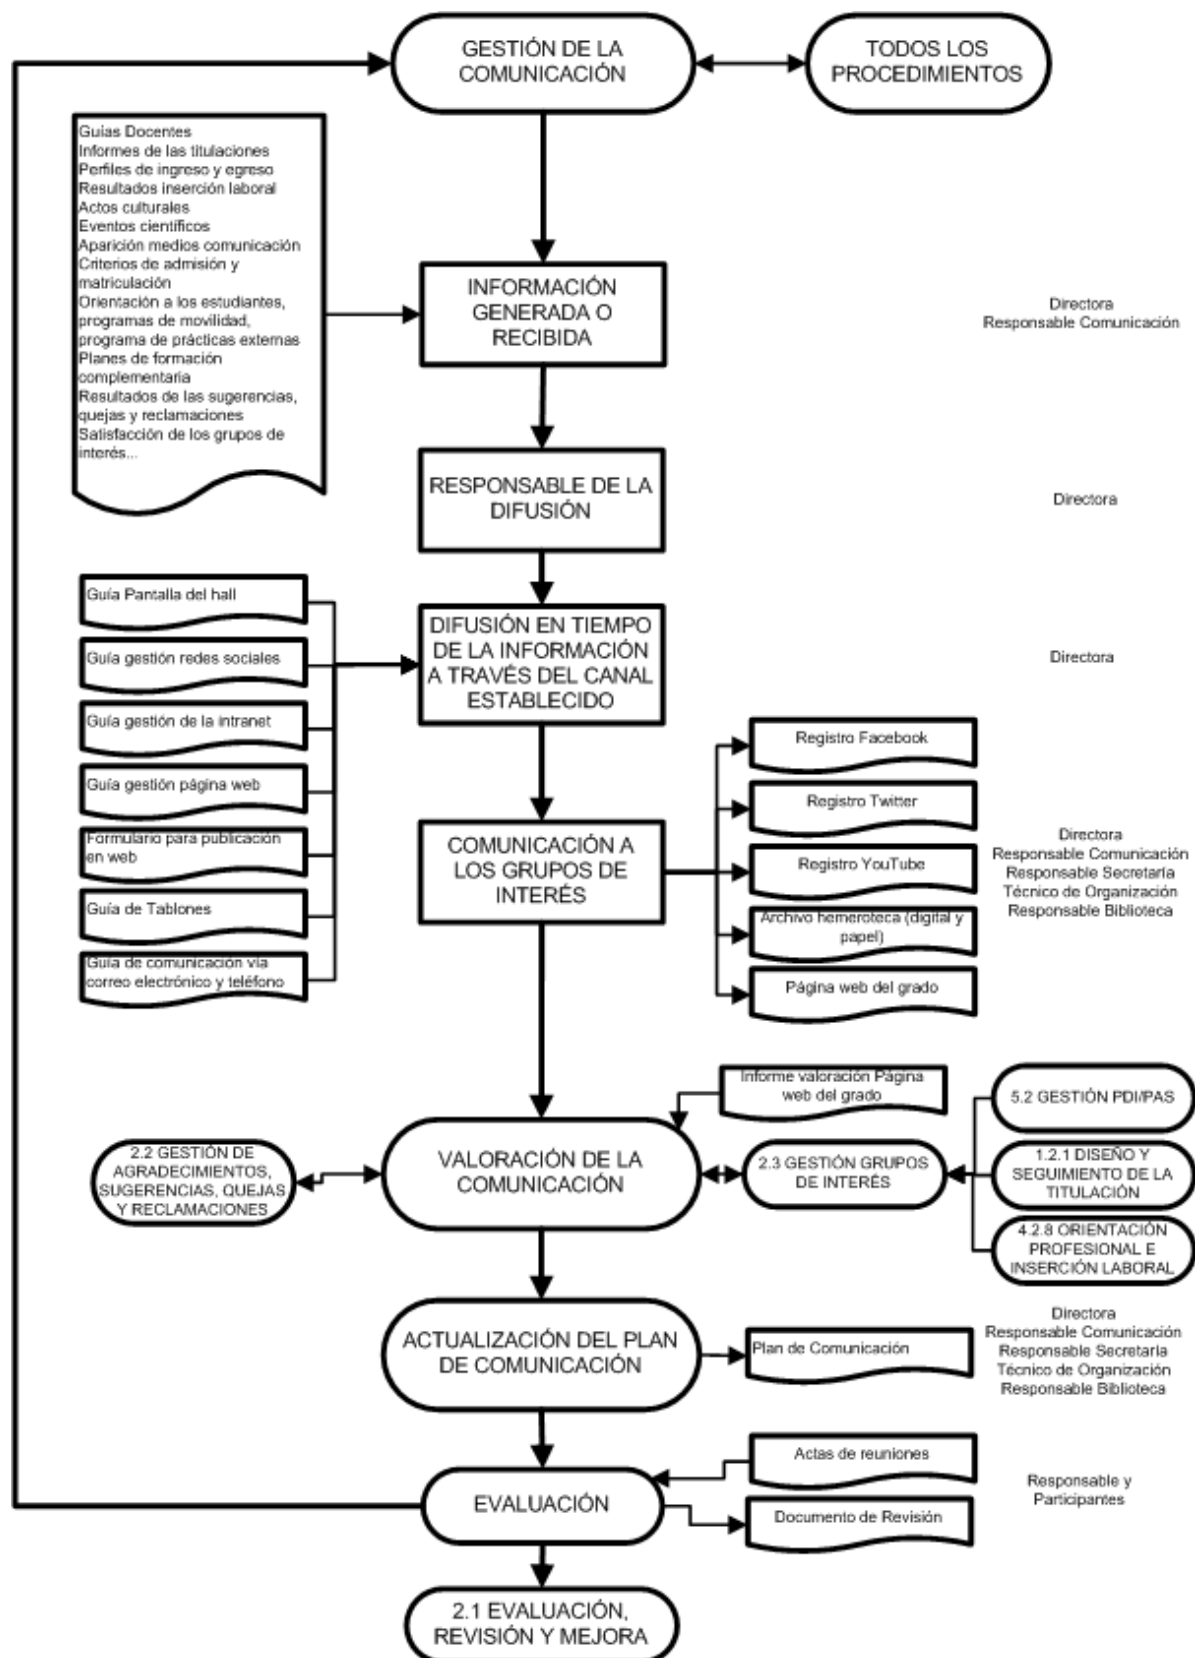 GESTIÓN DE LA
COMUNICACIÓN
TODOS LOS
PROCEDIMIENTOS
Guías Docentes
Informes de las titulaciones
Perfiles de ingreso y egreso
Resultados inserción laboral
Actos culturales
Eventos científicos
Aparición medios comunicación
Criterios de admisión y
matriculación
Orientación a los estudiantes,
programas de movilidad,
programa de prácticas externas
Planes de formación
complementaria
Resultados de las sugerencias,
quejas y reclamaciones
Satisfacción de los grupos de
interés...
INFORMACIÓN
GENERADA O
RECIBIDA
Directora
Responsable Comunicación
RESPONSABLE DE LA
DIFUSIÓN
Directora
Guía Pantalla del hall
Guía gestión redes sociales
Guía gestión de la intranet
Guía gestión página web
Formulario para publicación
en web
Guía de Tablones
Guía de comunicación vía
correo electrónico y teléfono
DIFUSIÓN EN TIEMPO
DE LA INFORMACIÓN
A TRAVÉS DEL CANAL
ESTABLECIDO
Directora
COMUNICACIÓN A
LOS GRUPOS DE
INTERÉS
Registro Facebook
Registro Twitter
Registro YouTube
Archivo hemeroteca (digital y
papel)
Página web del grado
Directora
Responsable Comunicación
Responsable Secretaría
Técnico de Organización
Responsable Biblioteca
Informe valoración Página
web del grado
VALORACIÓN DE LA
COMUNICACIÓN
2.2 GESTIÓN DE
AGRADECIMIENTOS,
SUGERENCIAS, QUEJAS
Y RECLAMACIONES
2.3 GESTIÓN GRUPOS
DE INTERÉS
5.2 GESTIÓN PDI/PAS
1.2.1 DISEÑO Y
SEGUIMIENTO DE LA
TITULACIÓN
4.2.8 ORIENTACIÓN
PROFESIONAL E
INSERCIÓN LABORAL
ACTUALIZACIÓN DEL PLAN
DE COMUNICACIÓN
Plan de Comunicación
Directora
Responsable Comunicación
Responsable Secretaría
Técnico de Organización
Responsable Biblioteca
EVALUACIÓN
Actas de reuniones
Documento de Revisión
Responsable y
Participantes
2.1 EVALUACIÓN,
REVISIÓN Y MEJORA